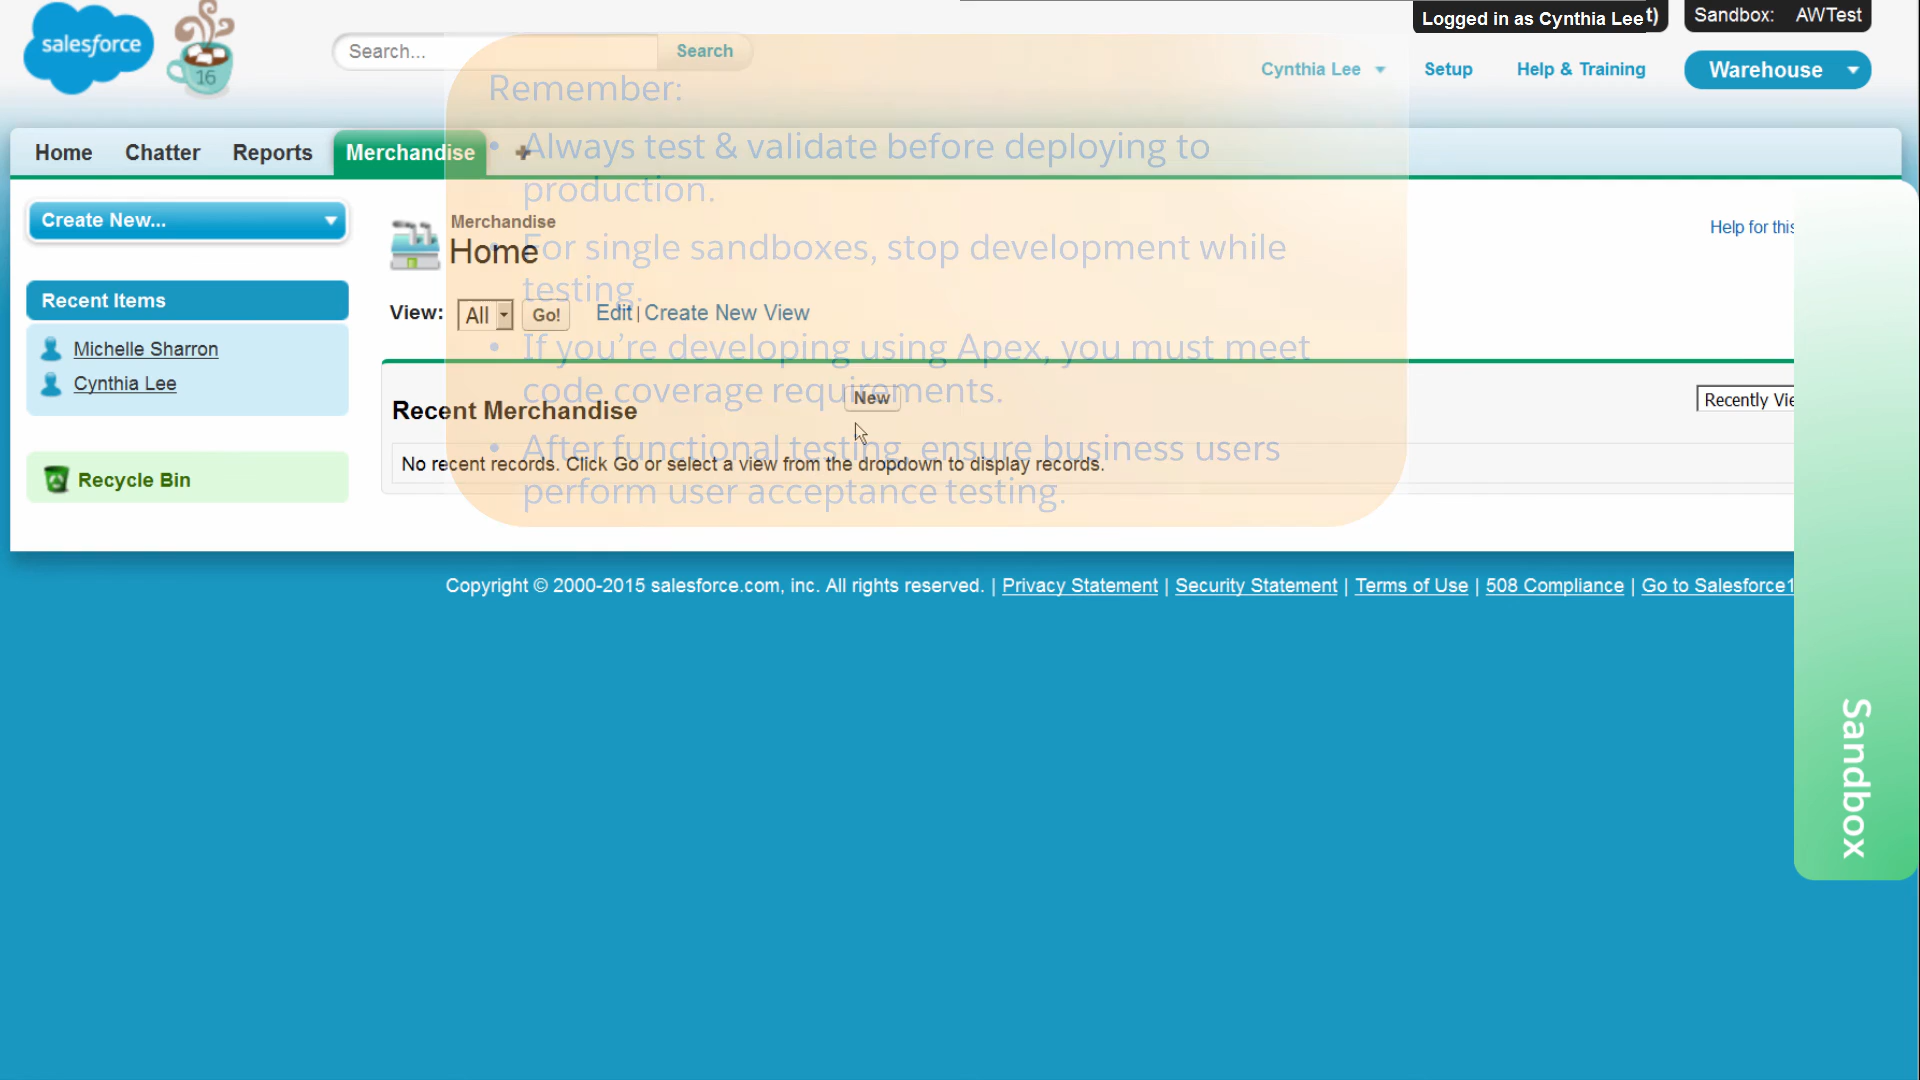 salesforce
16
Search...
Search
Logged in as Cynthia Lee t)
Sandbox: AWTest
Cynthia Lee
Setup
Help & Training
Warehouse
Remember:
• Always test & validate before deploying to
production.
• For single sandboxes, stop development while
testing.
• If you're developing using Apex, you must meet
code coverage requirements.
• After functional testing, ensure business users
perform user acceptance testing.
Home
Chatter
Reports
Merchandise
+
Create New...
Recent Items
Michelle Sharron
Cynthia Lee
Recycle Bin
Merchandise
Home
Help for this
View: All Go! Edit | Create New View
Recent Merchandise
New
Recently Vie
No recent records. Click Go or select a view from the dropdown to display records.
Copyright © 2000-2015 salesforce.com, inc. All rights reserved. | Privacy Statement | Security Statement | Terms of Use | 508 Compliance | Go to Salesforce1
Sandbox